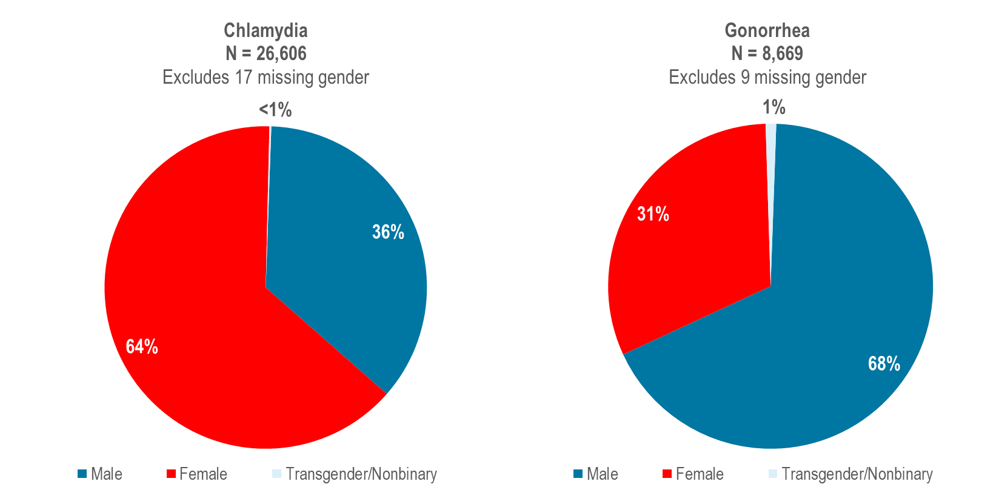 Chlamydia
N = 26,606
Excludes 17 missing gender
<1%
36%
64%
Male
Female
Transgender/Nonbinary
Gonorrhea
N = 8,669
Excludes 9 missing gender
1%
31%
68%
Male
Female
Transgender/Nonbinary